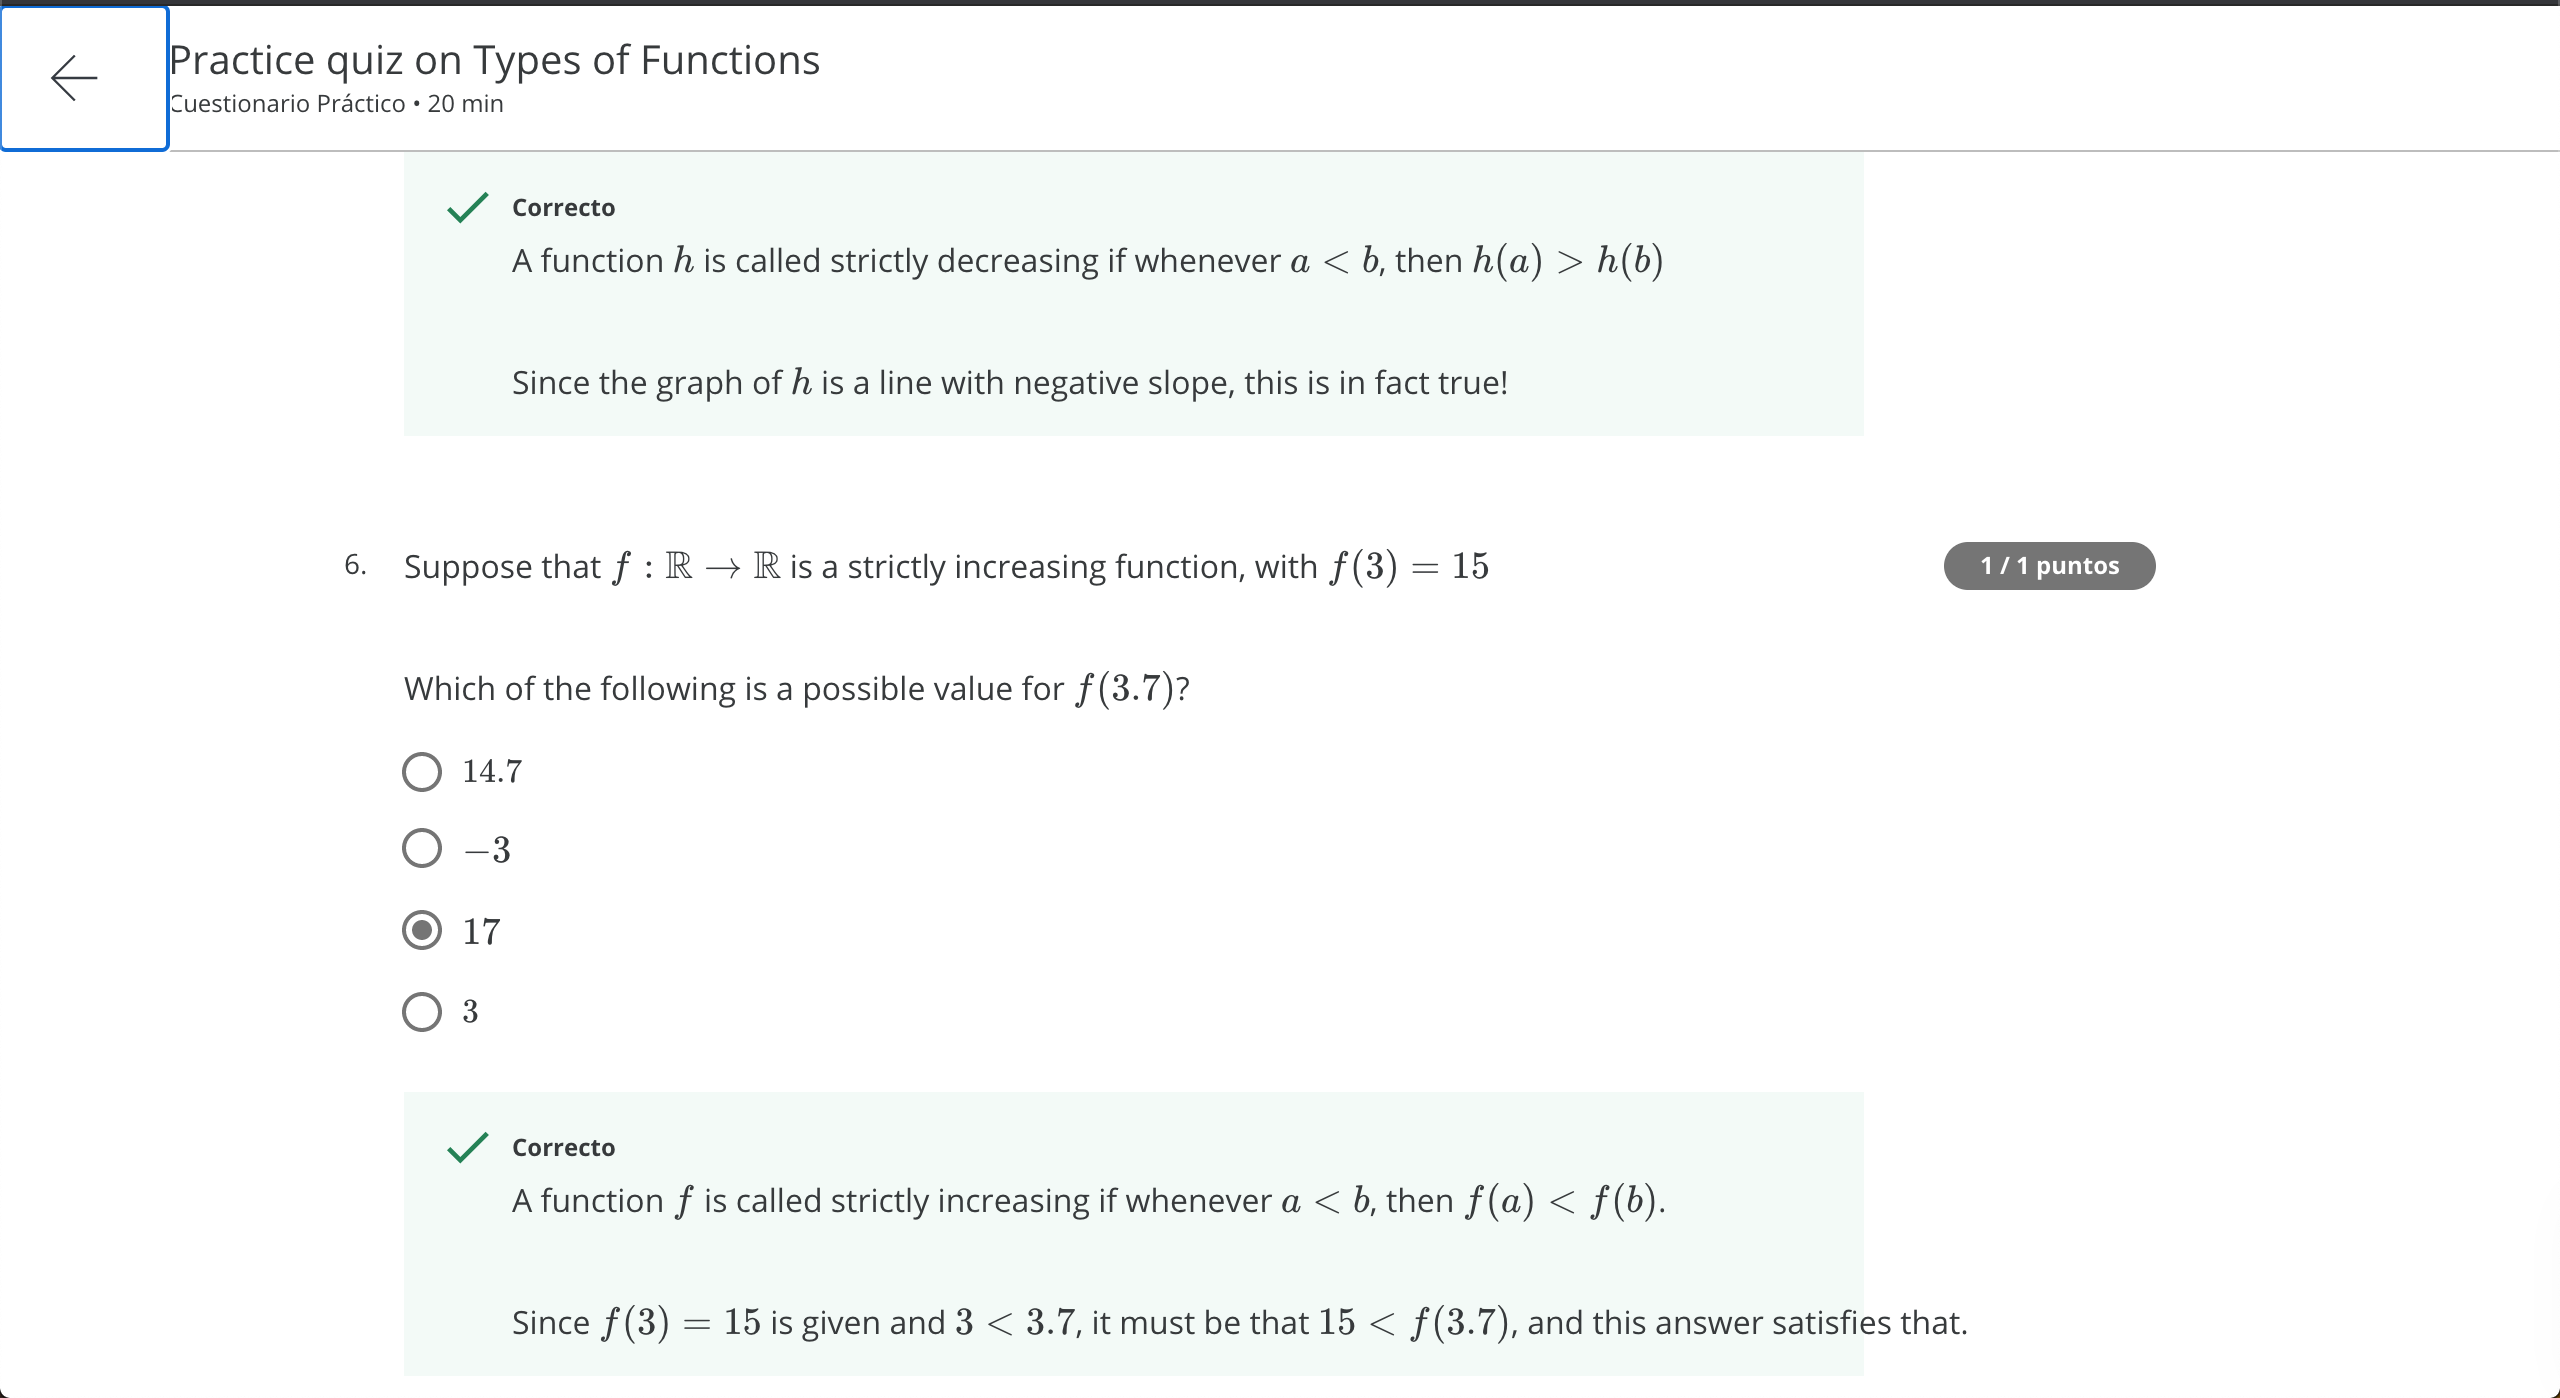 Practice quiz on Types of Functions
Cuestionario Práctico • 20 min
Correcto
A function h is called strictly decreasing if whenever a < b, then h(a) > h(b)
Since the graph of h is a line with negative slope, this is in fact true!
6. Suppose that f : ℝ → ℝ is a strictly increasing function, with f(3) = 15
1 / 1 puntos
Which of the following is a possible value for f(3.7)?
14.7
−3
17
3
Correcto
A function f is called strictly increasing if whenever a < b, then f(a) < f(b).
Since f(3) = 15 is given and 3 < 3.7, it must be that 15 < f(3.7), and this answer satisfies that.